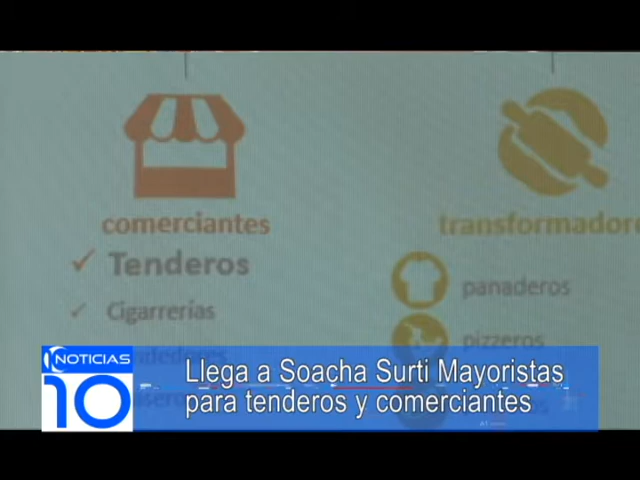 comerciantes
transformadore
✓ Tenderos
✓ Cigarrerías
panaderos
pizzeros
NOTICIAS
10
Llega a Soacha Surti Mayoristas
para tenderos y comerciantes